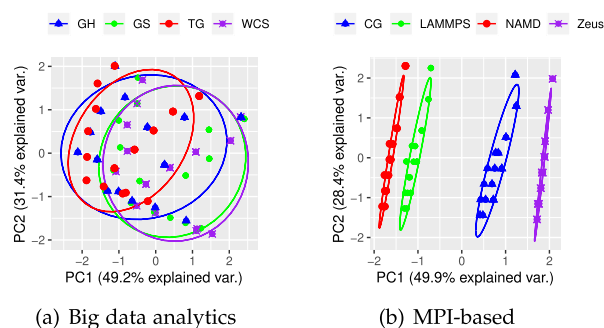 GH GS TG WCS
PC2 (31.4% explained var.)
2
1
0
−1
−2
−2 −1 0 1 2
PC1 (49.2% explained var.)
(a) Big data analytics
CG LAMMPS NAMD Zeus
PC2 (28.4% explained var.)
2
1
0
−1
−2
−2 −1 0 1 2
PC1 (49.9% explained var.)
(b) MPI-based